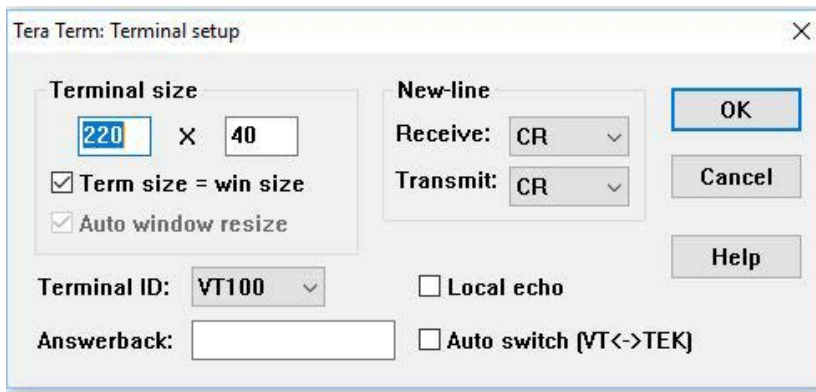 Tera Term: Terminal setup
Terminal size
220 X 40
Term size = win size
Auto window resize
New-line
Receive: CR
Transmit: CR
OK
Cancel
Help
Terminal ID: VT100
Local echo
Answerback:
Auto switch (VT<->TEK)